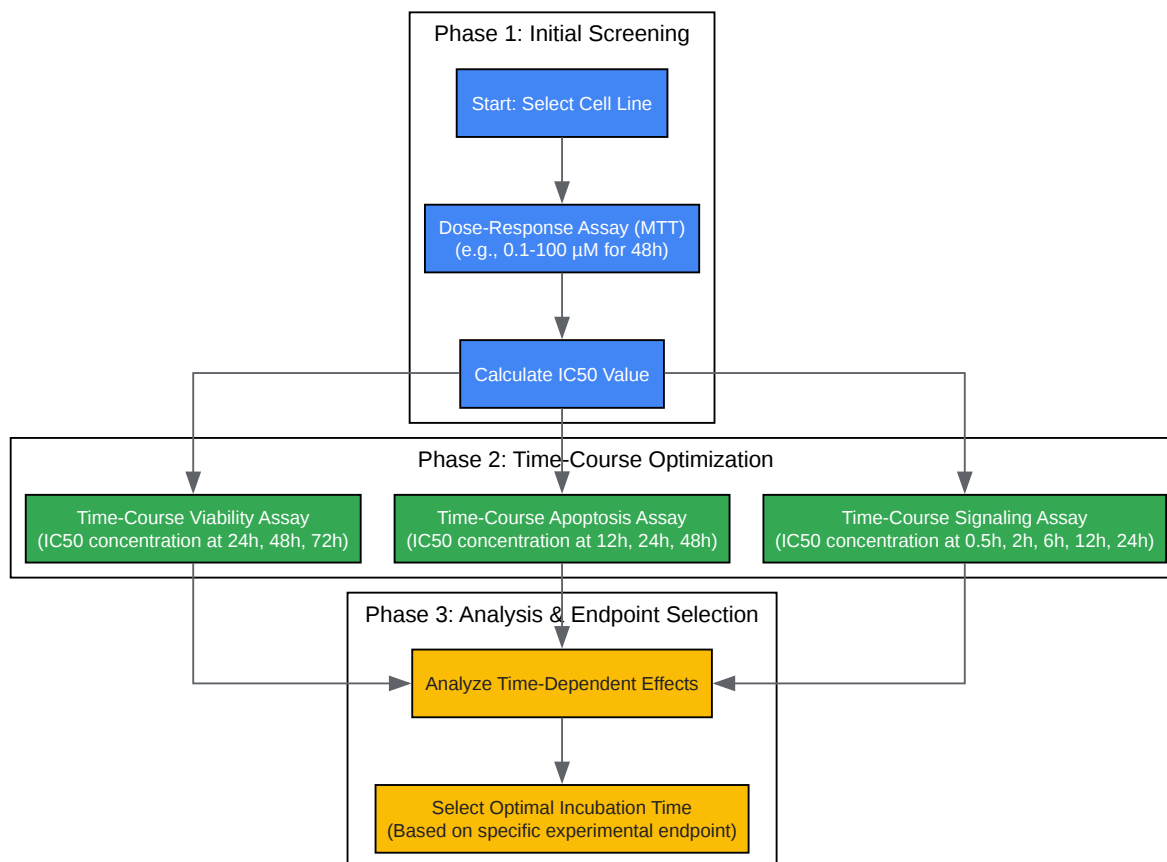 Phase 1: Initial Screening
Start: Select Cell Line
Dose-Response Assay (MTT)
(e.g., 0.1-100 µM for 48h)
Calculate IC50 Value
Phase 2: Time-Course Optimization
Time-Course Viability Assay
(IC50 concentration at 24h, 48h, 72h)
Time-Course Apoptosis Assay
(IC50 concentration at 12h, 24h, 48h)
Time-Course Signaling Assay
(IC50 concentration at 0.5h, 2h, 6h, 12h, 24h)
Phase 3: Analysis & Endpoint Selection
Analyze Time-Dependent Effects
Select Optimal Incubation Time
(Based on specific experimental endpoint)